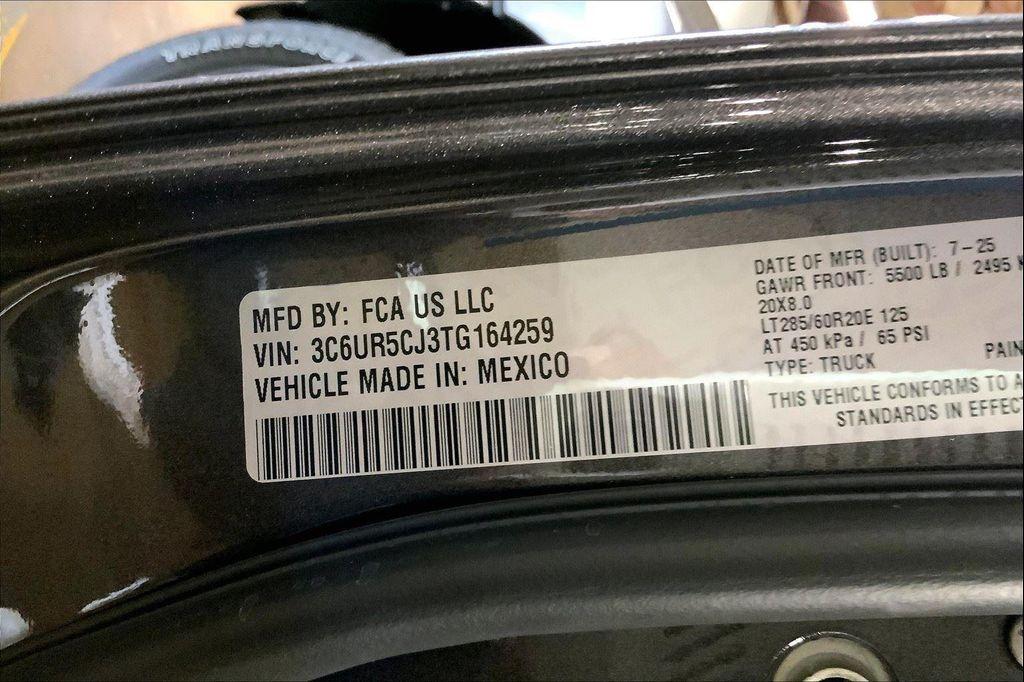 MFD BY: FCA US LLC
VIN: 3C6UR5CJ3TG164259
VEHICLE MADE IN: MEXICO
DATE OF MFR (BUILT): 7-25
GAWR FRONT: 5500 LB / 2495
20X8.0
LT285/60R20E 125
AT 450 kPa / 65 PSI
TYPE: TRUCK
PAIN
THIS VEHICLE CONFORMS TO A
STANDARDS IN EFFECT